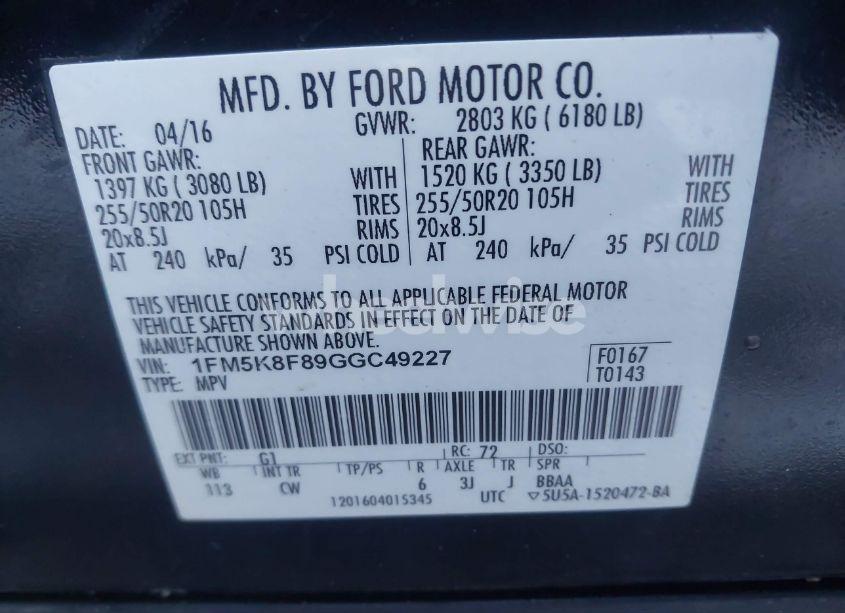 MFD. BY FORD MOTOR CO.
DATE: 04/16 GVWR: 2803 KG ( 6180 LB)
FRONT GAWR: REAR GAWR:
1397 KG ( 3080 LB) WITH 1520 KG ( 3350 LB) WITH
255/50R20 105H TIRES 255/50R20 105H TIRES
20x8.5J RIMS 20x8.5J RIMS
AT 240 kPa/ 35 PSI COLD AT 240 kPa/ 35 PSI COLD
THIS VEHICLE CONFORMS TO ALL APPLICABLE FEDERAL MOTOR
VEHICLE SAFETY STANDARDS IN EFFECT ON THE DATE OF
MANUFACTURE SHOWN ABOVE.
VIN: 1FM5K8F89GGC49227 F0167
TYPE: MPV T0143
EXT PNT: G1 RC: 72 DSO:
WB INT TR TP/PS R AXLE TR SPR
113 CW 6 3J J BBAA
1201604015345 UTC ▽5U5A-1520472-BA